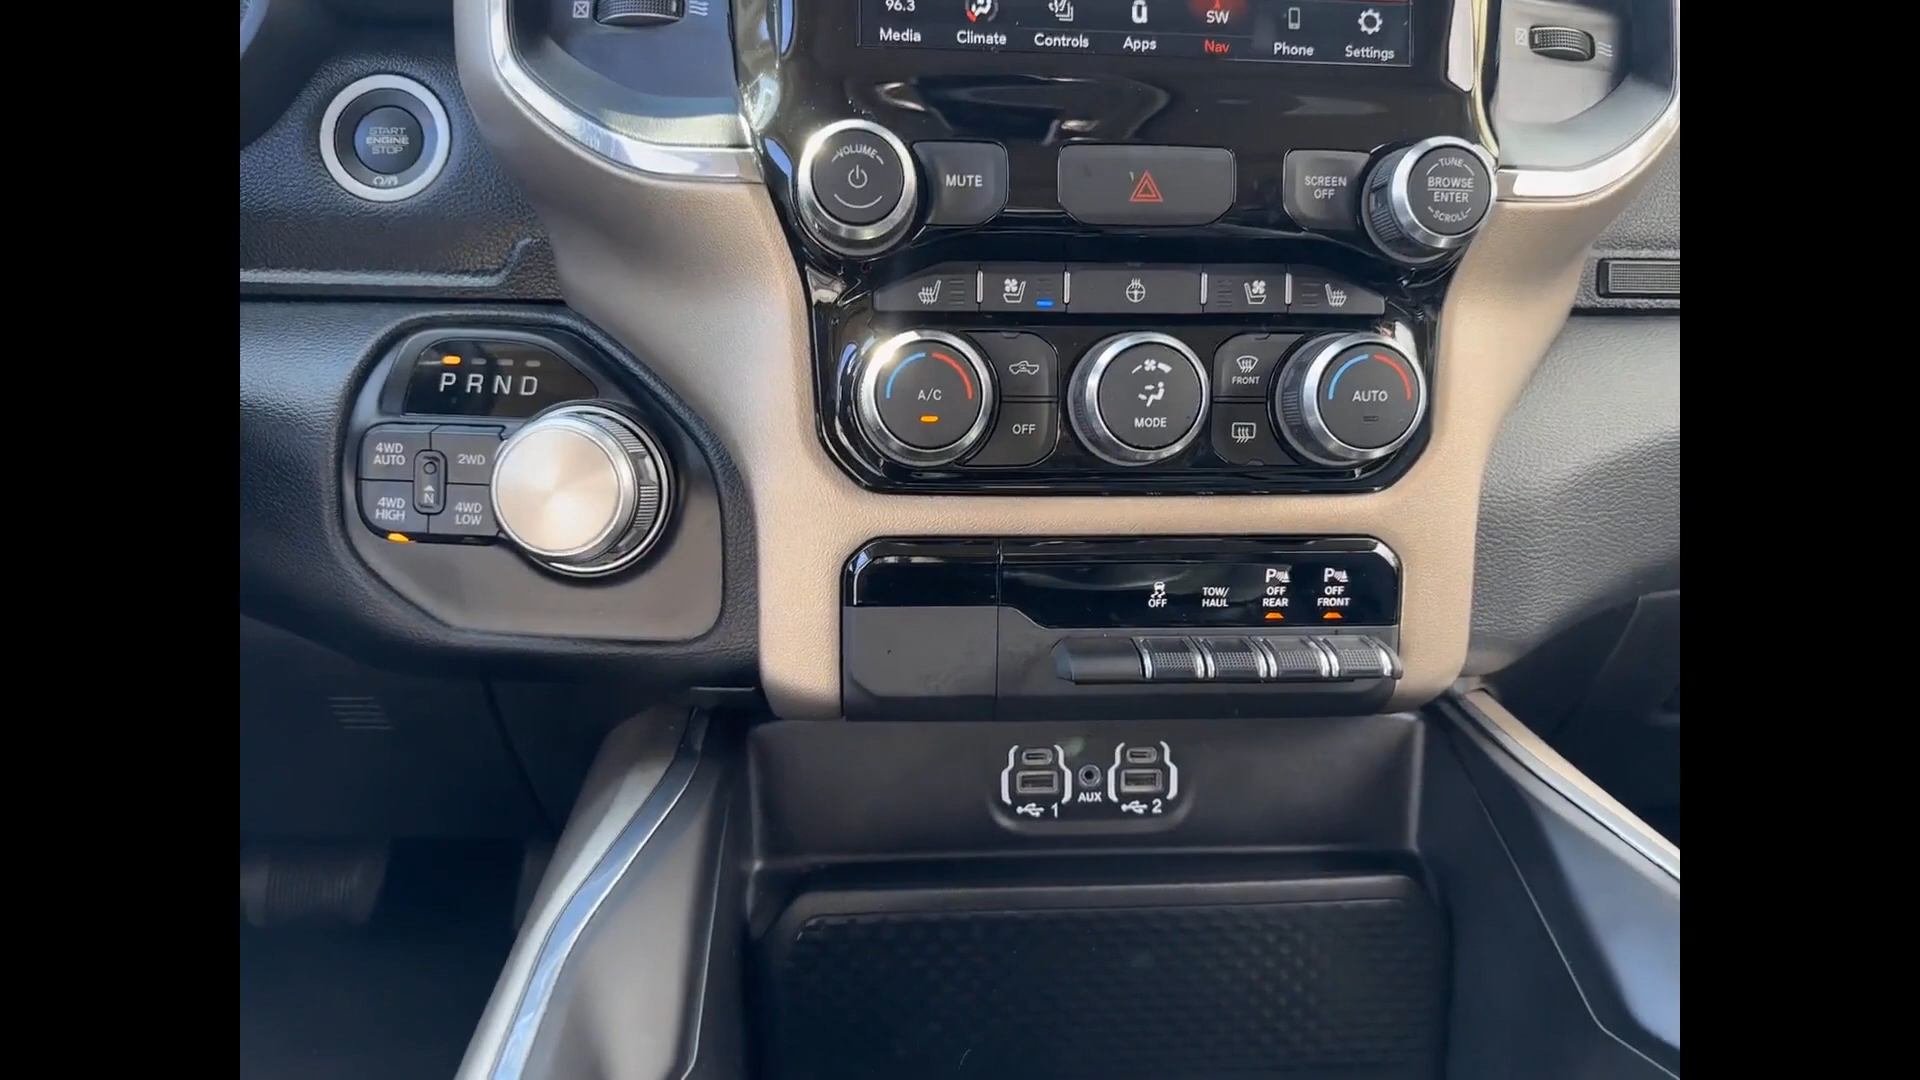 96.3
SW
Media
Climate
Controls
Apps
Nav
Phone
Settings
START
ENGINE
STOP
VOLUME
MUTE
SCREEN
OFF
TUNE
BROWSE
ENTER
SCROLL
P R N D
A/C
OFF
MODE
FRONT
AUTO
4WD
AUTO
2WD
N
4WD
HIGH
4WD
LOW
OFF
TOW/
HAUL
P
OFF
REAR
P
OFF
FRONT
AUX
1
2